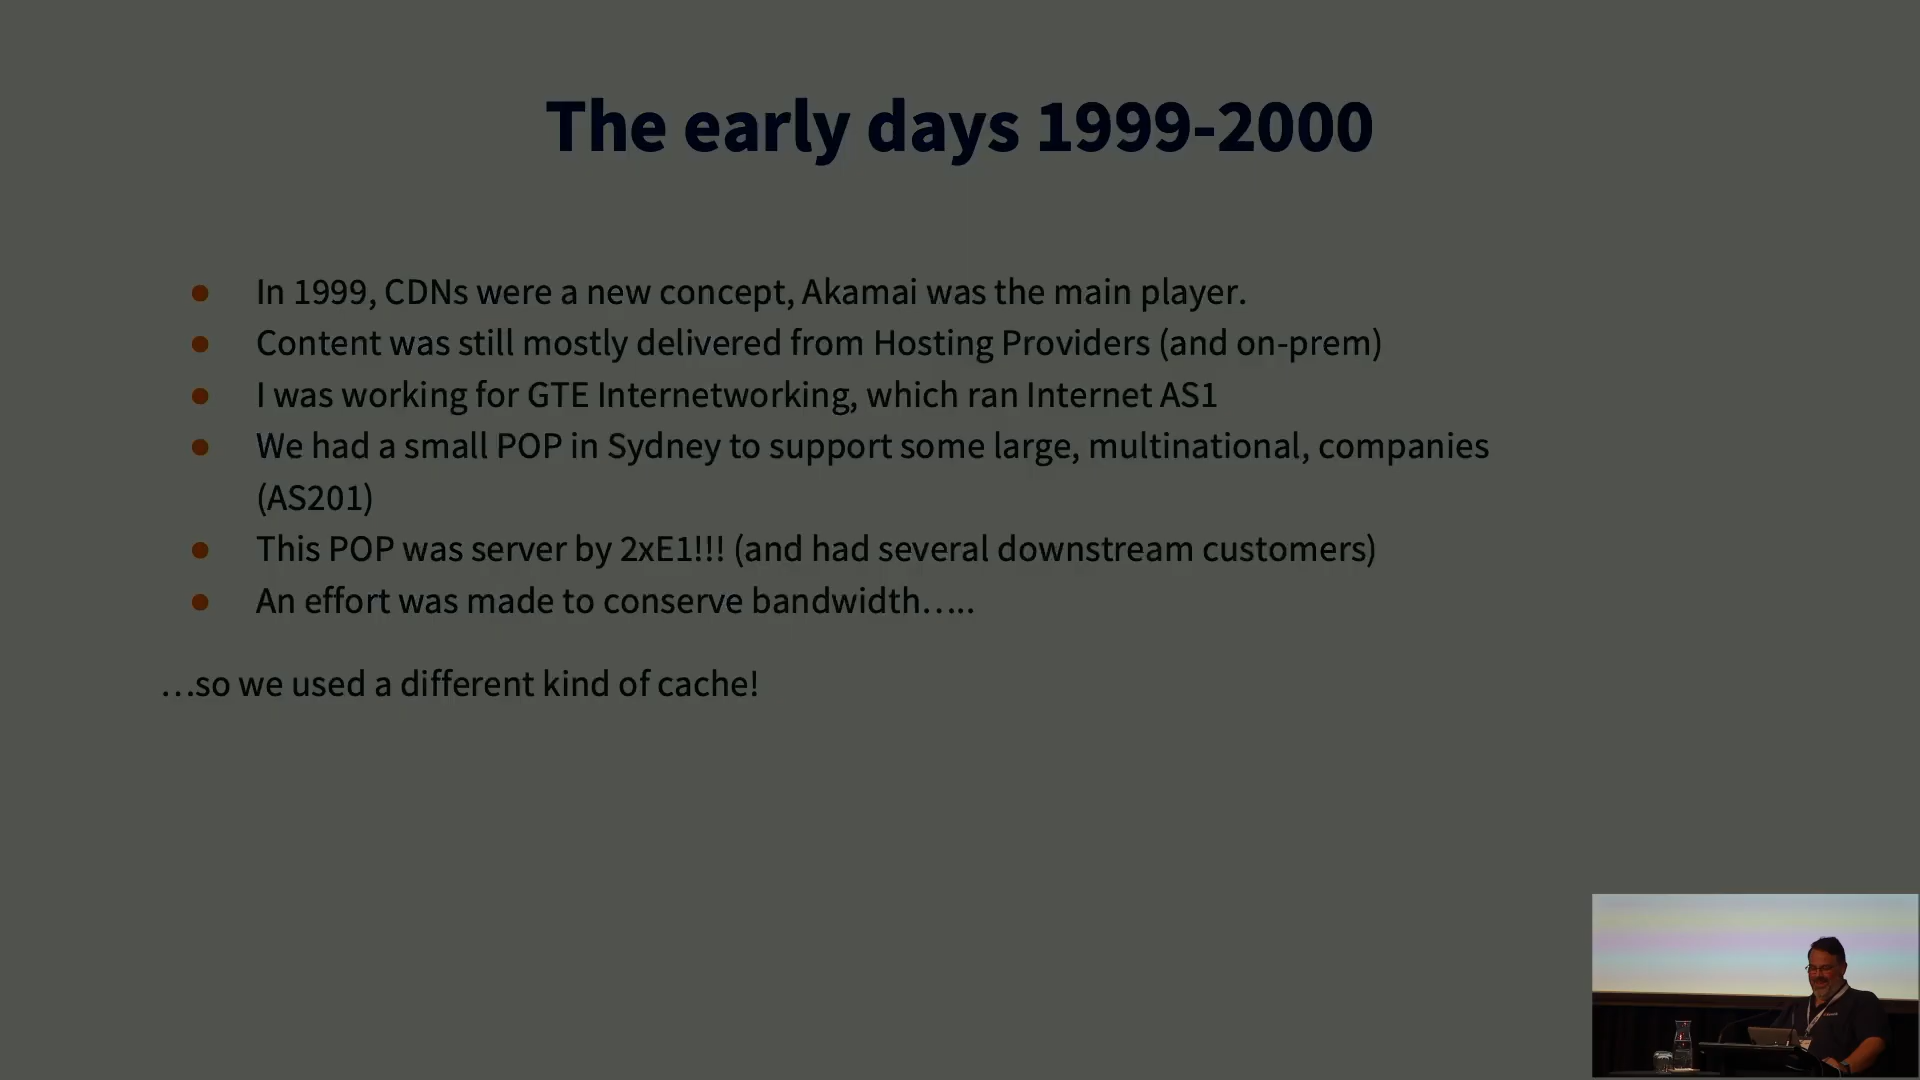 The early days 1999-2000
● In 1999, CDNs were a new concept, Akamai was the main player.
● Content was still mostly delivered from Hosting Providers (and on-prem)
● I was working for GTE Internetworking, which ran Internet AS1
● We had a small POP in Sydney to support some large, multinational, companies
(AS201)
● This POP was server by 2xE1!!! (and had several downstream customers)
● An effort was made to conserve bandwidth…..
…so we used a different kind of cache!